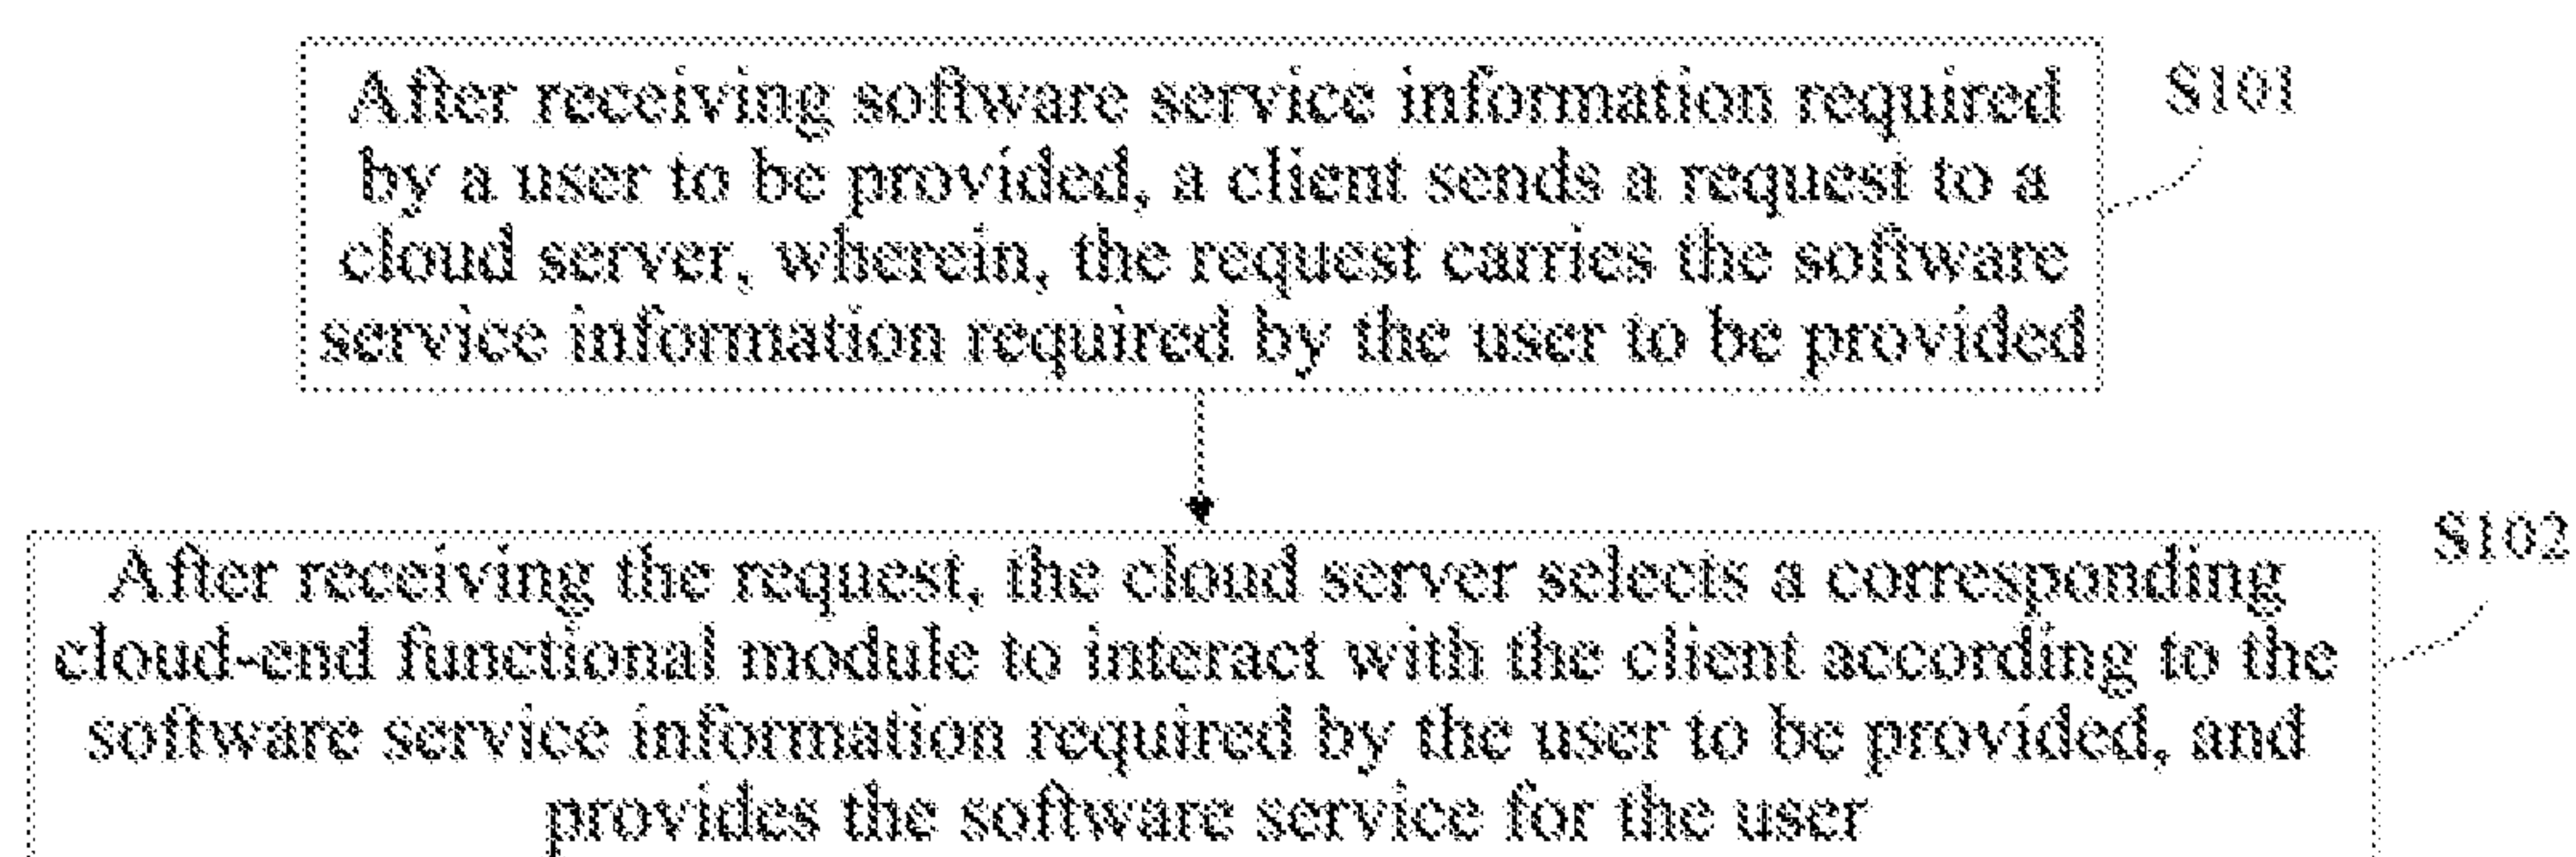 After receiving software service information required
by a user to be provided, a client sends a request to a
cloud server, wherein, the request carries the software
service information required by the user to be provided
S101
After receiving the request, the cloud server selects a corresponding
cloud-end functional module to interact with the client according to the
software service information required by the user to be provided, and
provides the software service for the user
S102